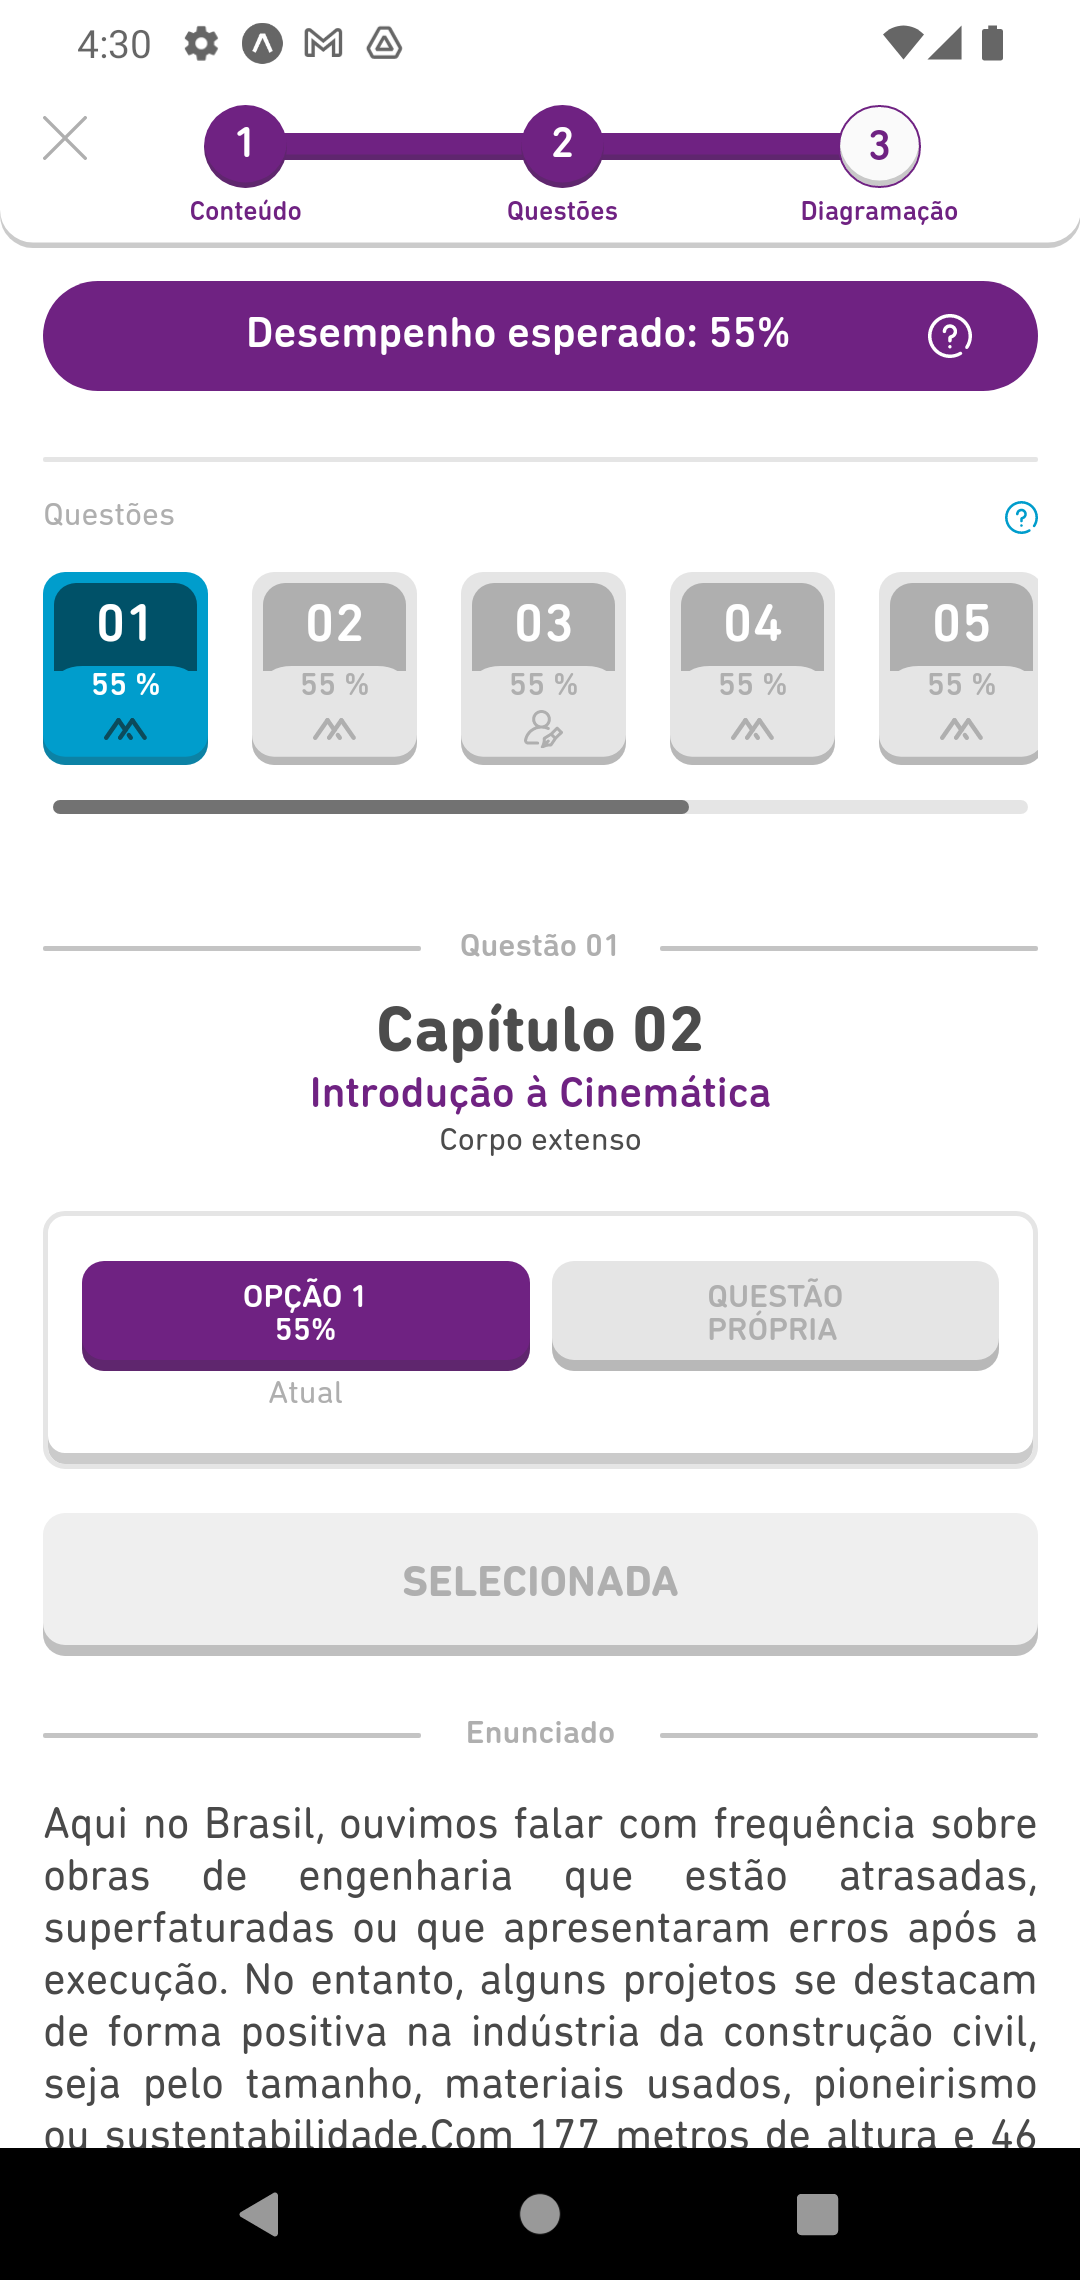 4:30
1
2
3
Conteúdo
Questões
Diagramação
Desempenho esperado: 55%
?
Questões
?
01
02
03
04
05
55 %
55 %
55 %
55 %
55 %
Questão 01
Capítulo 02
Introdução à Cinemática
Corpo extenso
OPÇÃO 1
55%
QUESTÃO
PRÓPRIA
Atual
SELECIONADA
Enunciado
Aqui no Brasil, ouvimos falar com frequência sobre
obras de engenharia que estão atrasadas,
superfaturadas ou que apresentaram erros após a
execução. No entanto, alguns projetos se destacam
de forma positiva na indústria da construção civil,
seja pelo tamanho, materiais usados, pioneirismo
ou sustentabilidade.Com 177 metros de altura e 46